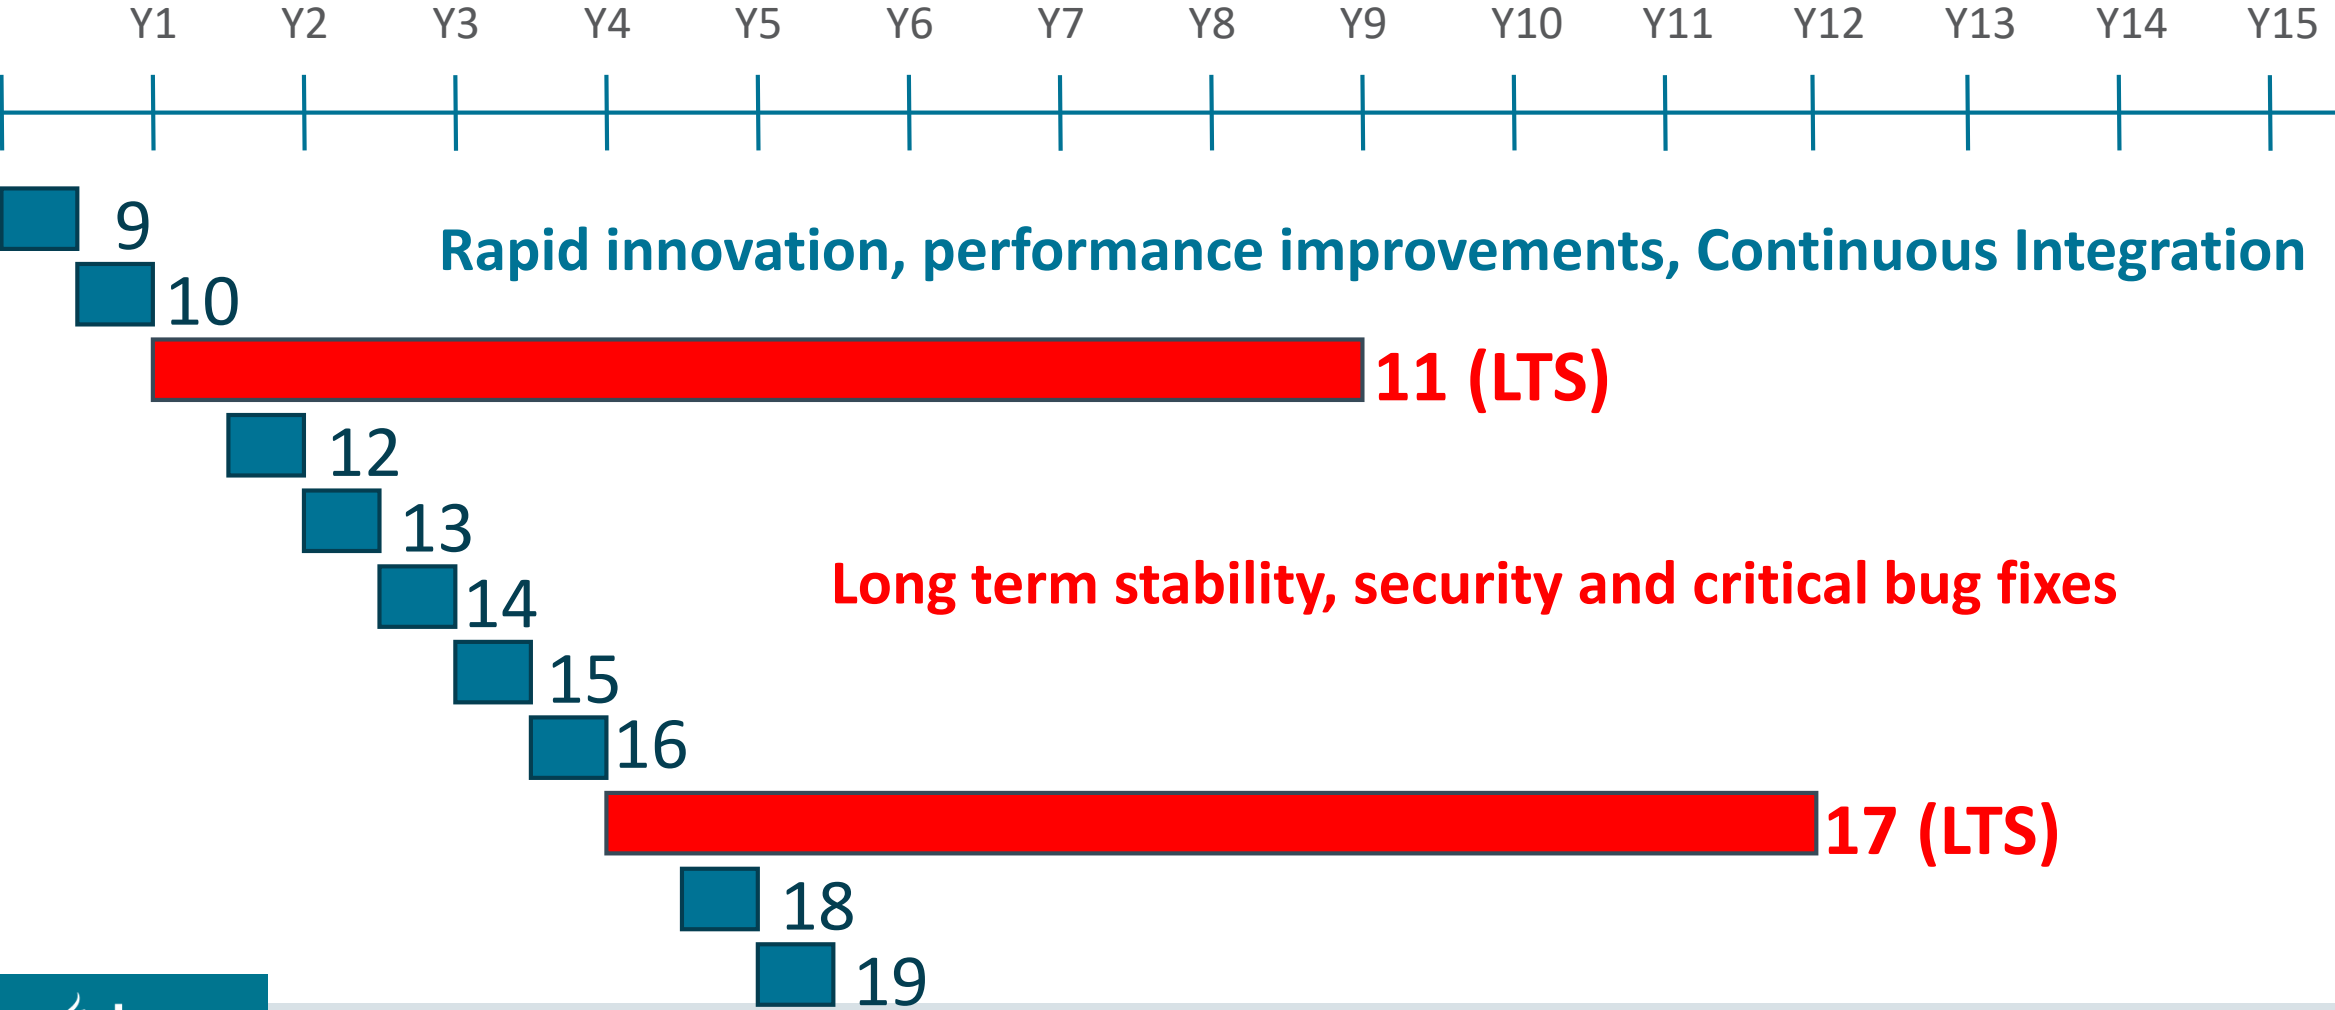 Y1 Y2 Y3 Y4 Y5 Y6 Y7 Y8 Y9 Y10 Y11 Y12 Y13 Y14 Y15
9
Rapid innovation, performance improvements, Continuous Integration
10
11 (LTS)
12
13
14
Long term stability, security and critical bug fixes
15
16
17 (LTS)
18
19